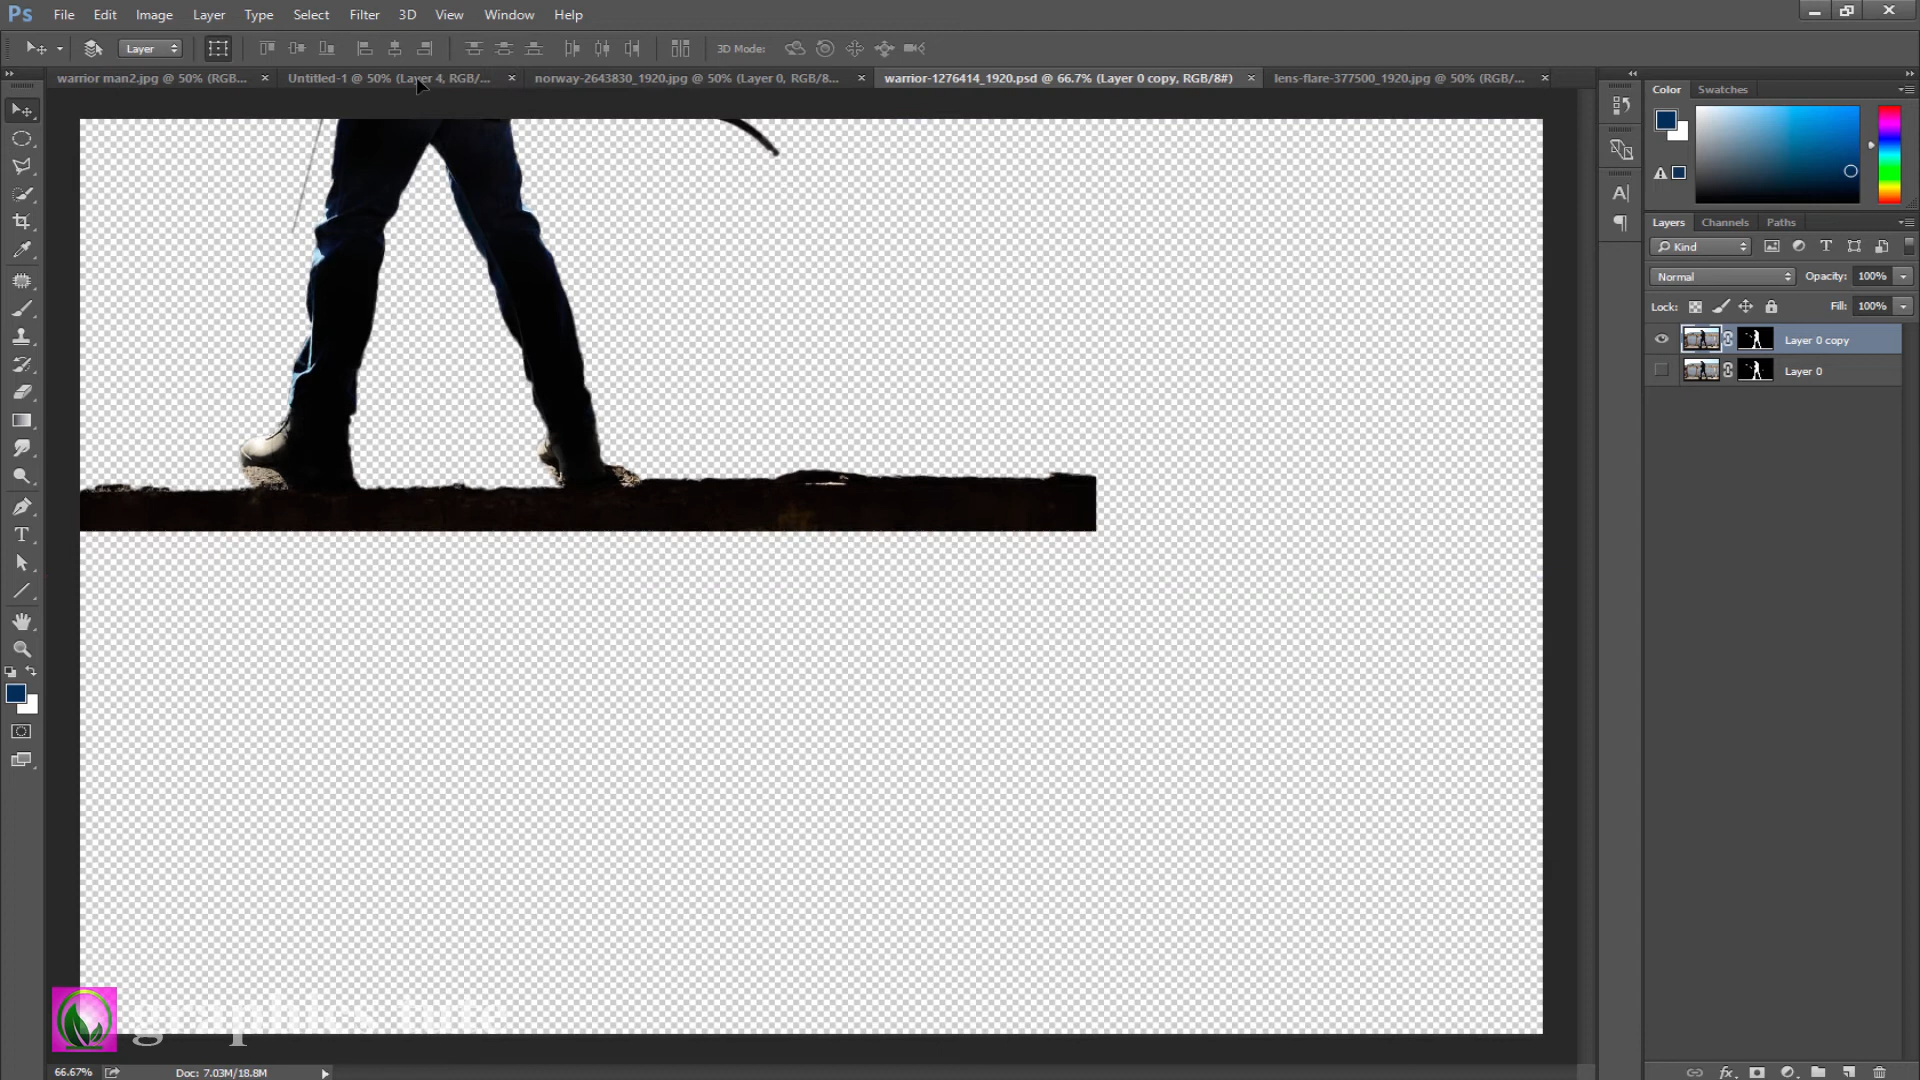 Ps File Edit Image Layer Type Select Filter 3D View Window Help
Layer 3D Mode:
warrior man2.jpg @ 50% (RGB... × Untitled-1 @ 50% (Layer 4, RGB/... × norway-2643830_1920.jpg @ 50% (Layer 0, RGB/8... × warrior-1276414_1920.psd @ 66.7% (Layer 0 copy, RGB/8#) × lens-flare-377500_1920.jpg @ 50% (RGB/... ×
Color Swatches
Layers Channels Paths
Kind
Normal Opacity: 100%
Lock: Fill: 100%
Layer 0 copy
Layer 0
graphics
66.67% Doc: 7.03M/18.8M